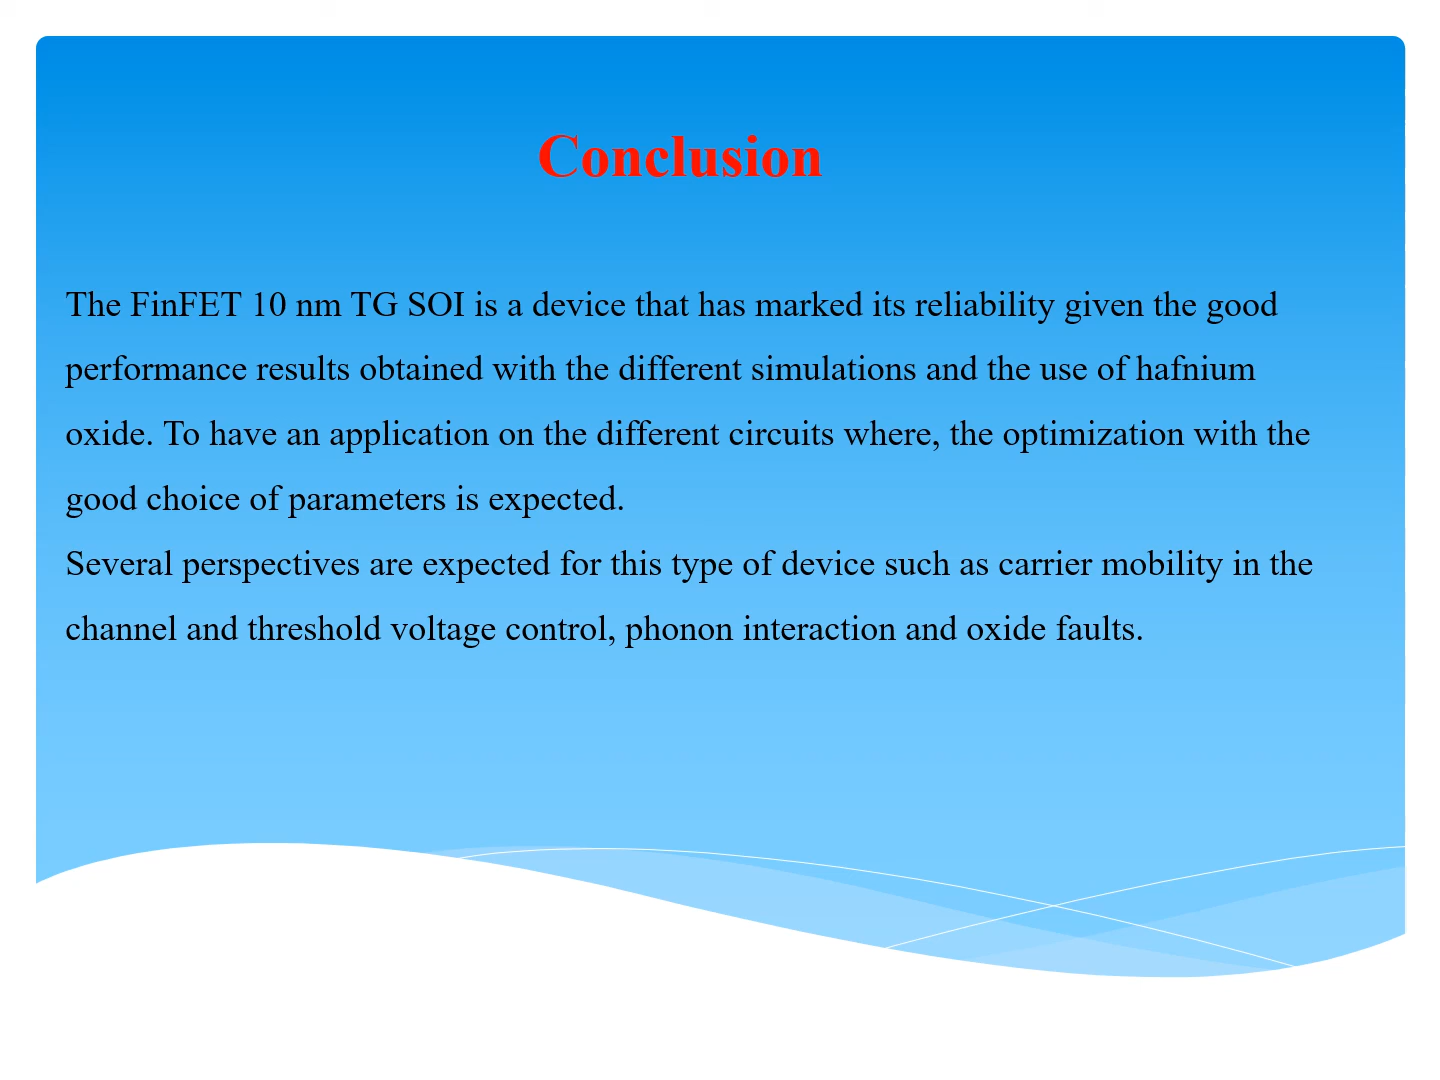 Conclusion
The FinFET 10 nm TG SOI is a device that has marked its reliability given the good
performance results obtained with the different simulations and the use of hafnium
oxide. To have an application on the different circuits where, the optimization with the
good choice of parameters is expected.
Several perspectives are expected for this type of device such as carrier mobility in the
channel and threshold voltage control, phonon interaction and oxide faults.